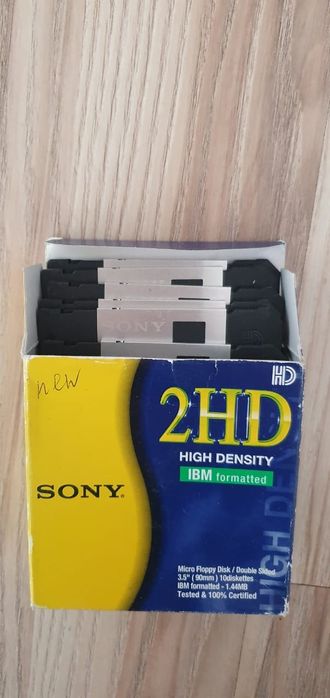 SONY
HD
new
2HD
HIGH DENSITY
IBM formatted
SONY.
HIGH DEN
Micro Floppy Disk / Double Sided
3.5" (90mm) 10diskettes
IBM formatted - 1.44MB
Tested & 100% Certified